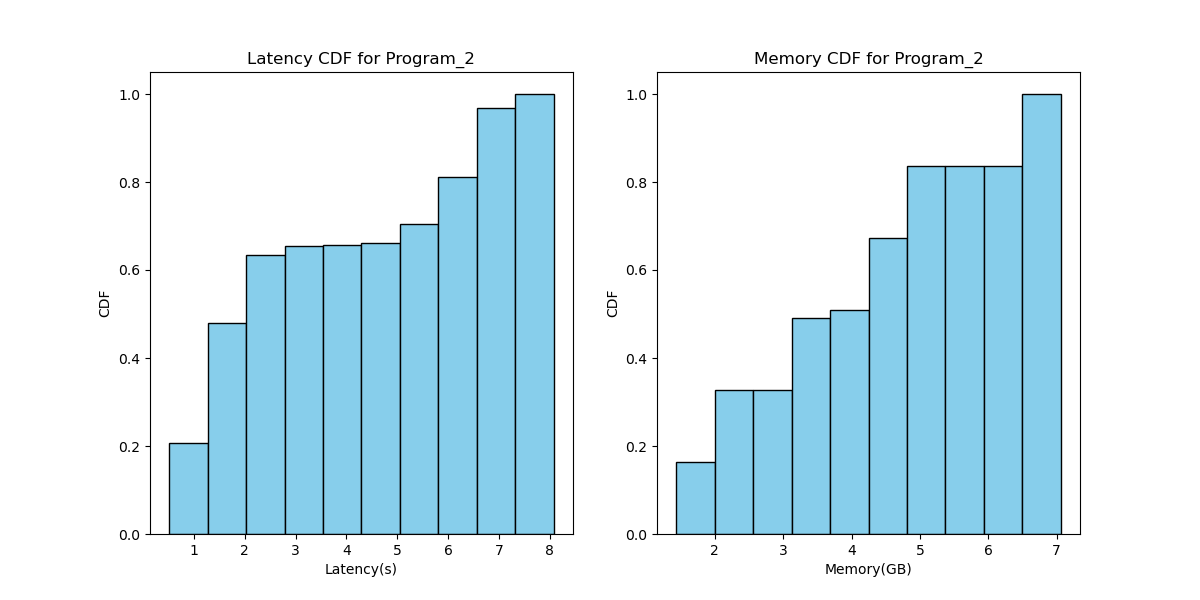 Latency CDF for Program_2
1.0
0.8
0.6
0.4
0.2
0.0
CDF
1 2 3 4 5 6 7 8
Latency(s)
Memory CDF for Program_2
1.0
0.8
0.6
0.4
0.2
0.0
CDF
2 3 4 5 6 7
Memory(GB)